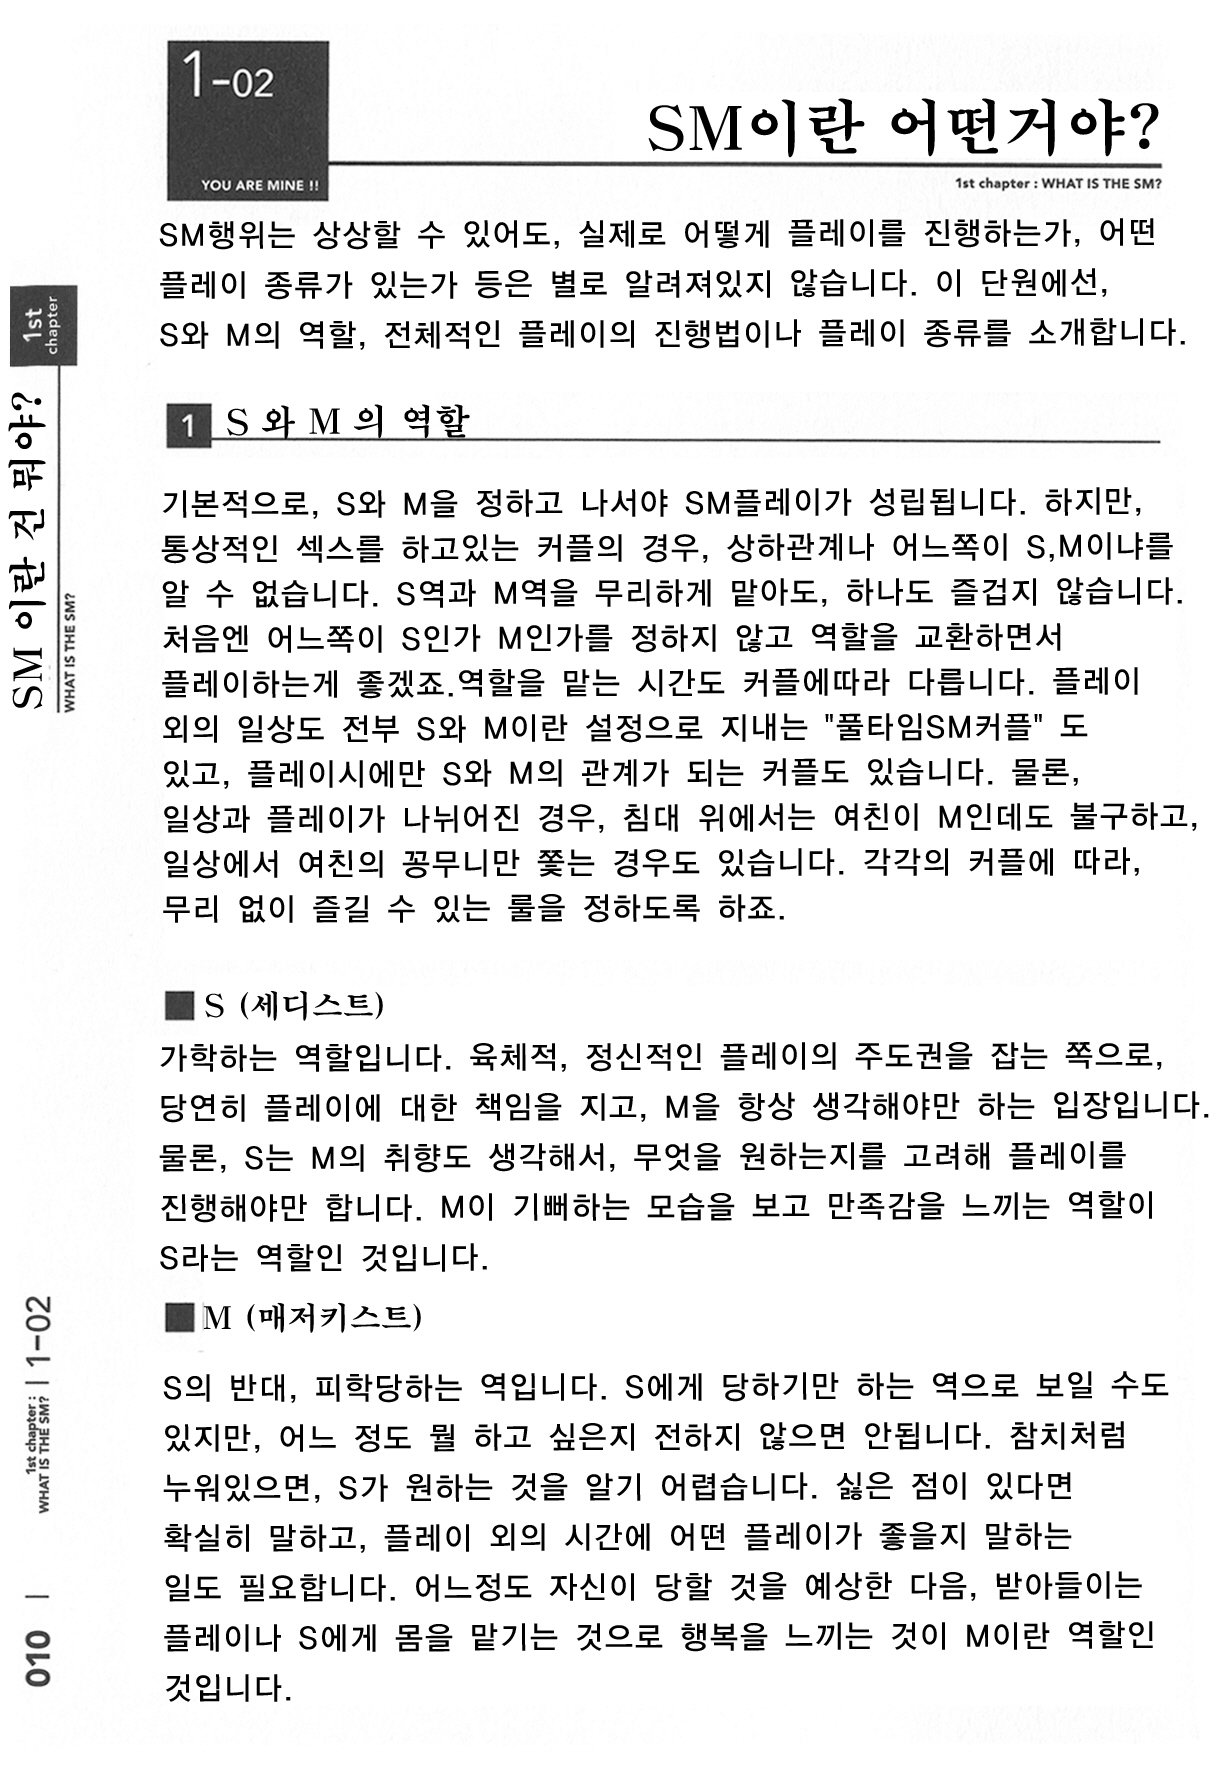 1-02
YOU ARE MINE !!
SM이란 어떤거야?
1st chapter : WHAT IS THE SM?
SM행위는 상상할 수 있어도, 실제로 어떻게 플레이를 진행하는가, 어떤
플레이 종류가 있는가 등은 별로 알려져있지 않습니다. 이 단원에선,
S와 M의 역할, 전체적인 플레이의 진행법이나 플레이 종류를 소개합니다.
1st
chapter
SM 이란 건 뭐야?
WHAT IS THE SM?
1 S 와 M 의 역할
기본적으로, S와 M을 정하고 나서야 SM플레이가 성립됩니다. 하지만,
통상적인 섹스를 하고있는 커플의 경우, 상하관계나 어느쪽이 S,M이냐를
알 수 없습니다. S역과 M역을 무리하게 맡아도, 하나도 즐겁지 않습니다.
처음엔 어느쪽이 S인가 M인가를 정하지 않고 역할을 교환하면서
플레이하는게 좋겠죠.역할을 맡는 시간도 커플에따라 다릅니다. 플레이
외의 일상도 전부 S와 M이란 설정으로 지내는 "풀타임SM커플" 도
있고, 플레이시에만 S와 M의 관계가 되는 커플도 있습니다. 물론,
일상과 플레이가 나뉘어진 경우, 침대 위에서는 여친이 M인데도 불구하고,
일상에서 여친의 꽁무니만 쫓는 경우도 있습니다. 각각의 커플에 따라,
무리 없이 즐길 수 있는 룰을 정하도록 하죠.
■ S (세디스트)
가학하는 역할입니다. 육체적, 정신적인 플레이의 주도권을 잡는 쪽으로,
당연히 플레이에 대한 책임을 지고, M을 항상 생각해야만 하는 입장입니다.
물론, S는 M의 취향도 생각해서, 무엇을 원하는지를 고려해 플레이를
진행해야만 합니다. M이 기뻐하는 모습을 보고 만족감을 느끼는 역할이
S라는 역할인 것입니다.
■ M (매저키스트)
S의 반대, 피학당하는 역입니다. S에게 당하기만 하는 역으로 보일 수도
있지만, 어느 정도 뭘 하고 싶은지 전하지 않으면 안됩니다. 참치처럼
누워있으면, S가 원하는 것을 알기 어렵습니다. 싫은 점이 있다면
확실히 말하고, 플레이 외의 시간에 어떤 플레이가 좋을지 말하는
일도 필요합니다. 어느정도 자신이 당할 것을 예상한 다음, 받아들이는
플레이나 S에게 몸을 맡기는 것으로 행복을 느끼는 것이 M이란 역할인
것입니다.
1st chapter :
WHAT IS THE SM?
| 1-02
010 |